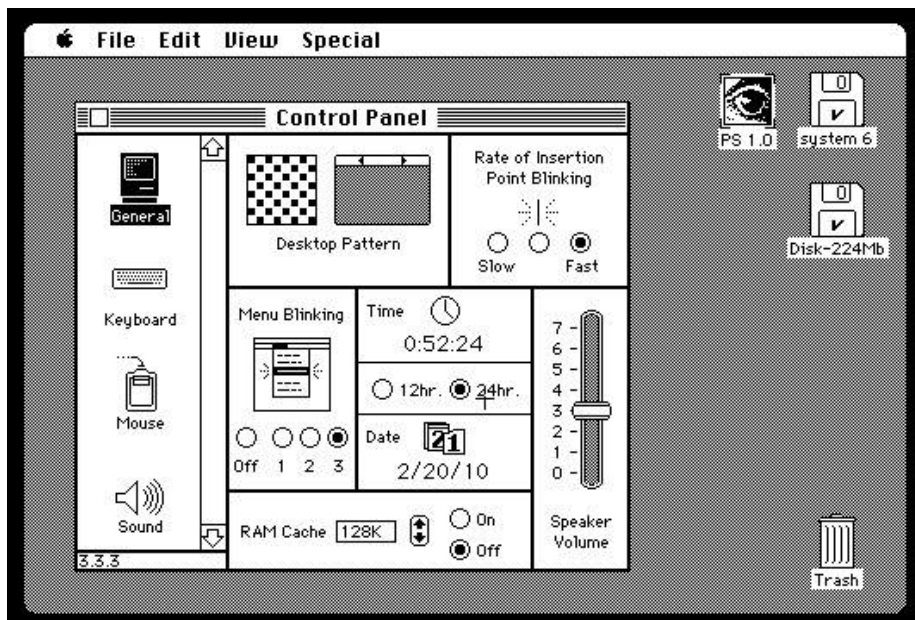 File Edit View Special
Control Panel
PS 1.0
system 6
Disk-224Mb
Trash
General
Keyboard
Mouse
Sound
3.3.3
Desktop Pattern
Rate of Insertion
Point Blinking
Slow Fast
Menu Blinking
Off 1 2 3
Time
0:52:24
12hr. 24hr.
Date
21
2/20/10
7
6
5
4
3
2
1
0
Speaker
Volume
RAM Cache 128K
On
Off